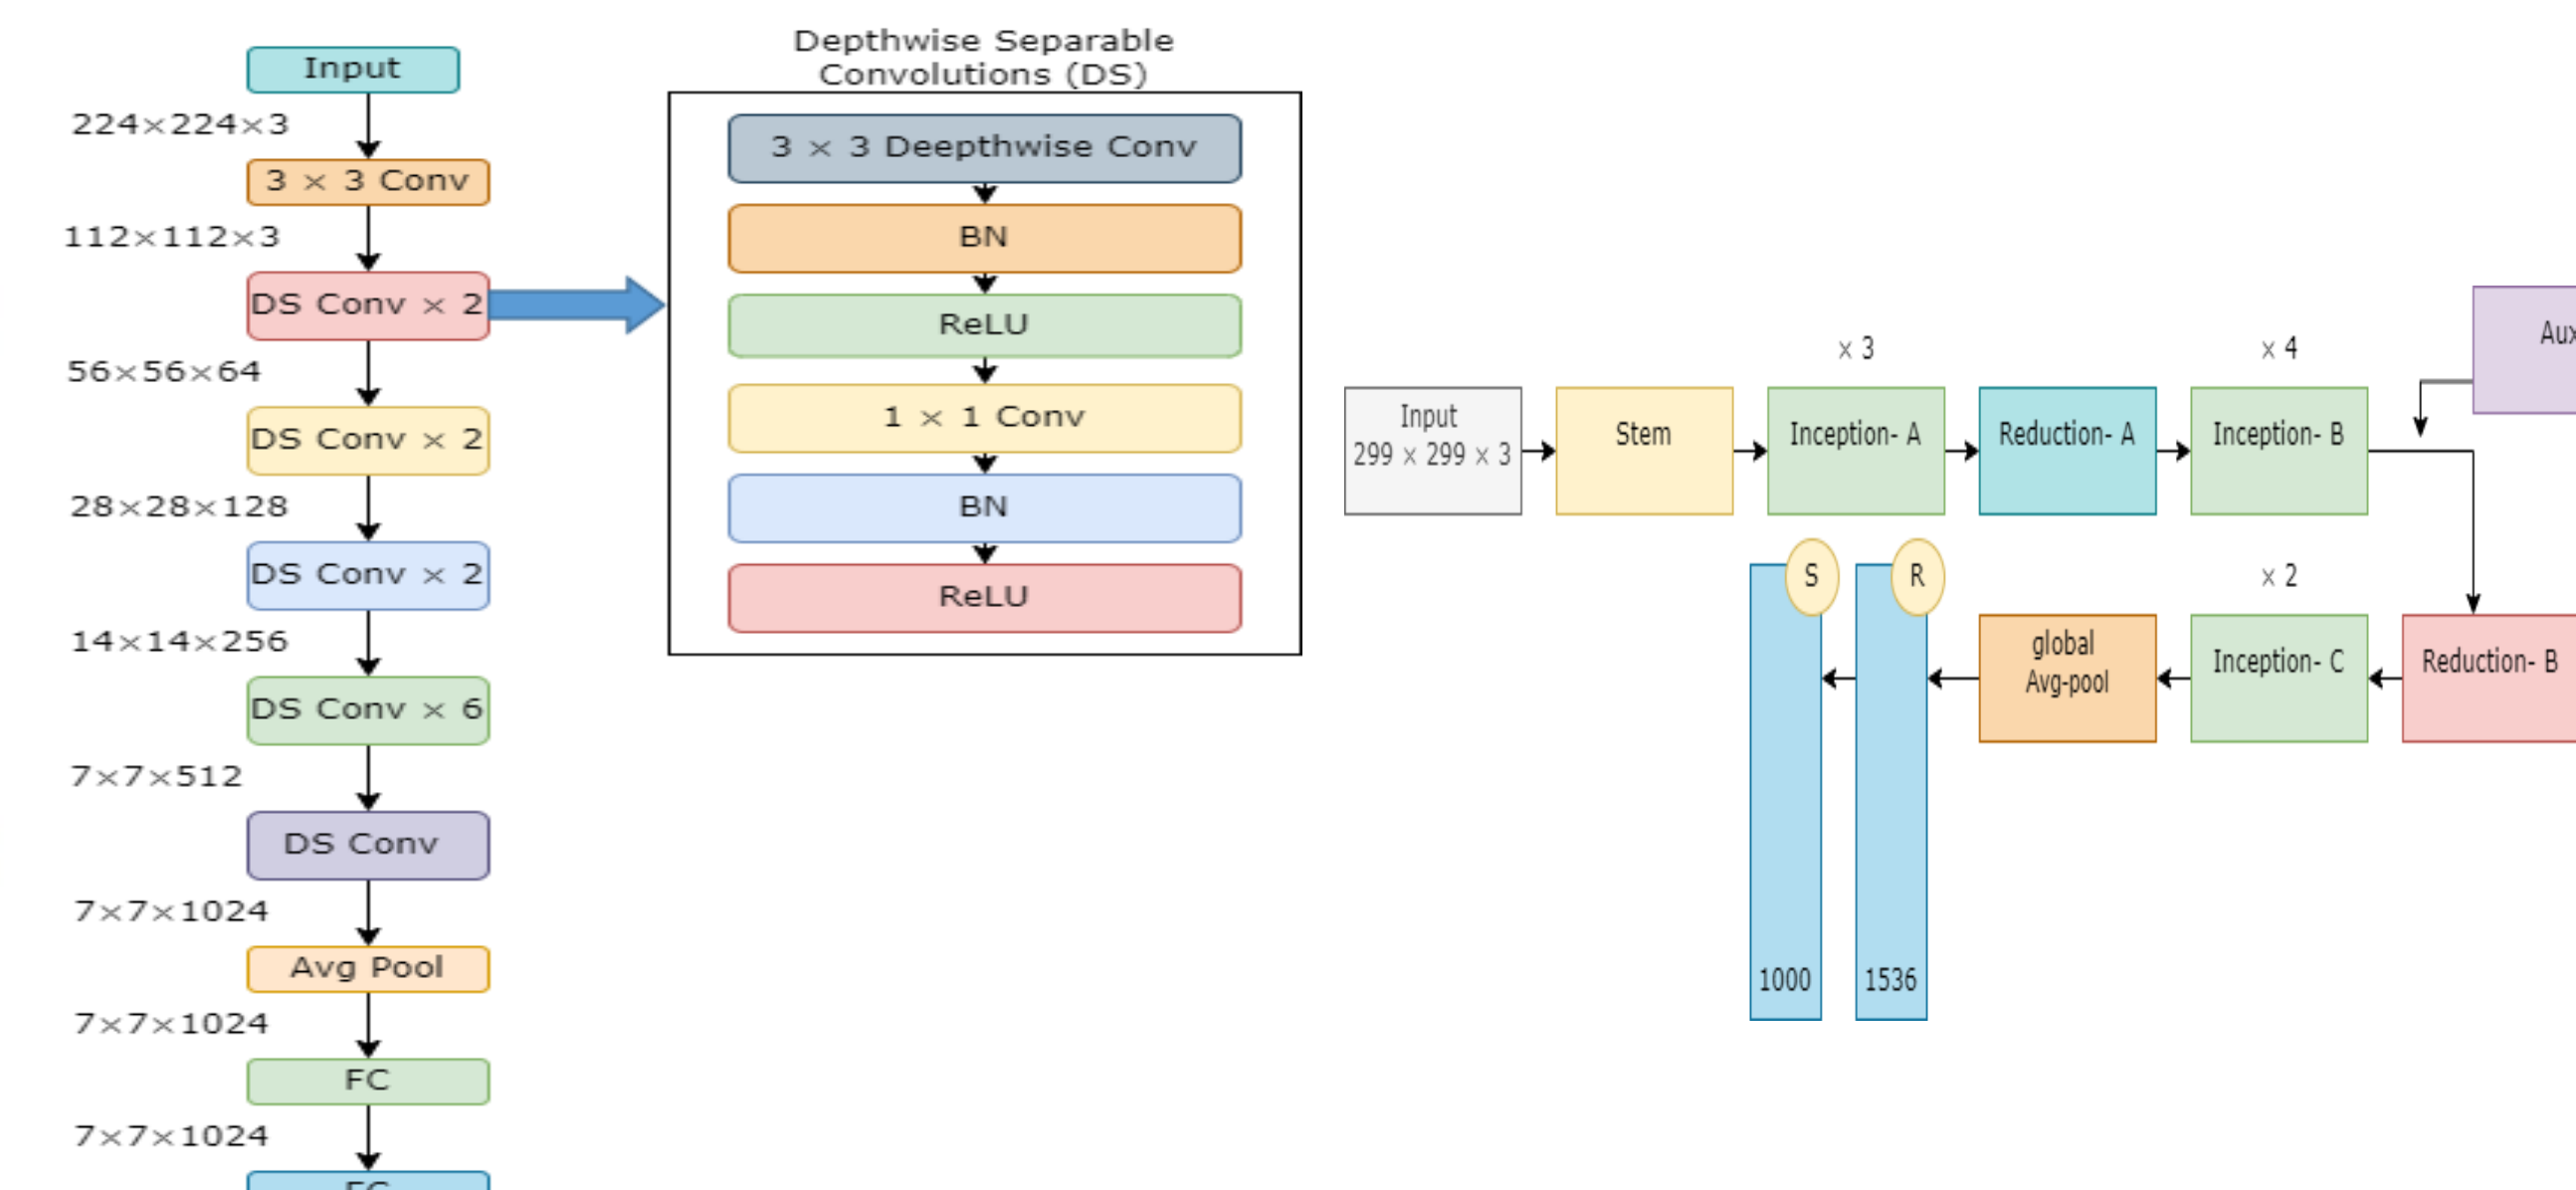 Input
224×224×3
3 × 3 Conv
112×112×3
DS Conv × 2
56×56×64
DS Conv × 2
28×28×128
DS Conv × 2
14×14×256
DS Conv × 6
7×7×512
DS Conv
7×7×1024
Avg Pool
7×7×1024
FC
7×7×1024
FC
Depthwise Separable
Convolutions (DS)
3 × 3 Deepthwise Conv
BN
ReLU
1 × 1 Conv
BN
ReLU
Input
299 × 299 × 3
Stem
× 3
Inception- A
Reduction- A
× 4
Inception- B
Aux
Reduction- B
× 2
Inception- C
global
Avg-pool
R
1536
S
1000